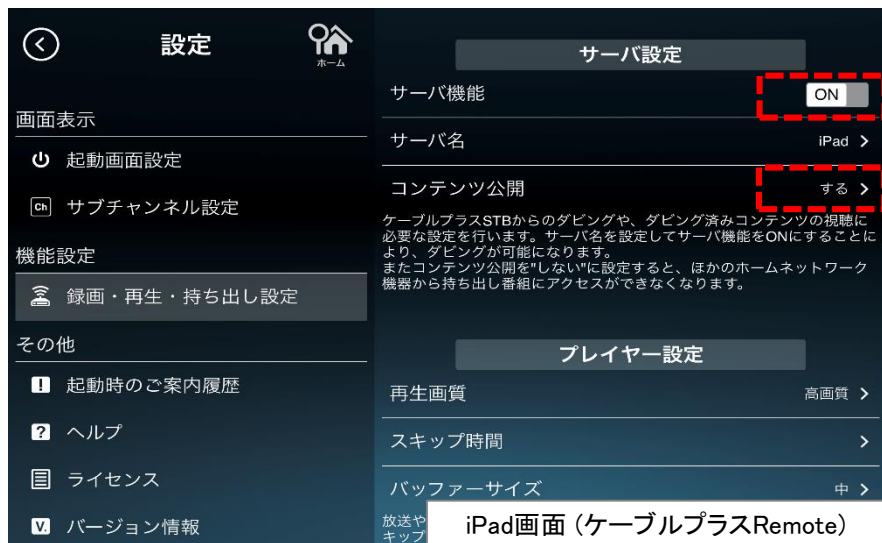 設定
ホーム
画面表示
起動画面設定
Ch サブチャンネル設定
機能設定
録画・再生・持ち出し設定
その他
! 起動時のご案内履歴
? ヘルプ
ライセンス
V. バージョン情報
サーバ設定
サーバ機能 ON
サーバ名 iPad >
コンテンツ公開 する >
ケーブルプラスSTBからのダビングや、ダビング済みコンテンツの視聴に
必要な設定を行います。サーバ名を設定してサーバ機能をONにすることに
より、ダビングが可能になります。
またコンテンツ公開を"しない"に設定すると、ほかのホームネットワーク
機器から持ち出し番組にアクセスができなくなります。
プレイヤー設定
再生画質 高画質 >
スキップ時間 >
バッファーサイズ 中 >
放送や
キップ
iPad画面（ケーブルプラスRemote）